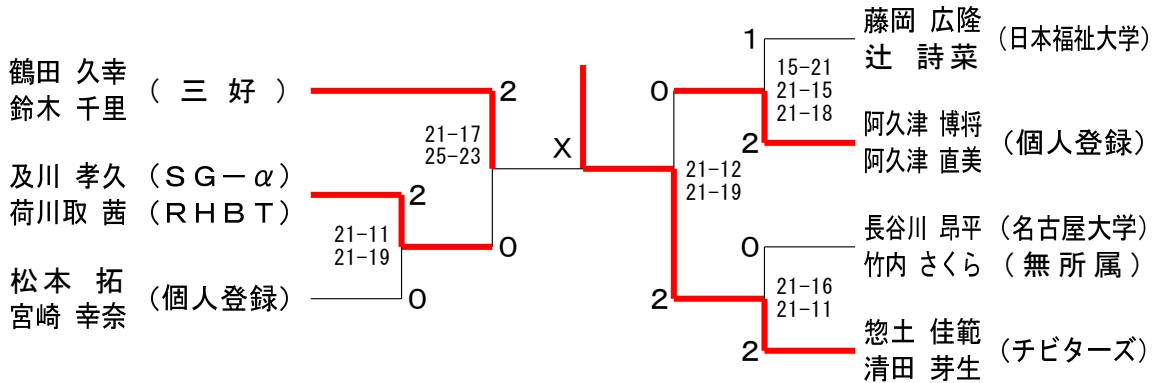 鶴田 久幸
鈴木 千里
（ 三 好 ）
2
21-17
25-23
及川 孝久 （ＳＧ－α）
荷川取 茜 （ＲＨＢＴ）
2
21-11
21-19
0
松本 拓
宮崎 幸奈
（個人登録）
0
X
藤岡 広隆
辻 詩菜
（日本福祉大学）
1
15-21
21-15
21-18
0
阿久津 博将
阿久津 直美
（個人登録）
2
21-12
21-19
長谷川 昂平 （名古屋大学）
竹内 さくら （ 無 所 属 ）
0
21-16
21-11
2
惣土 佳範
清田 芽生
（チビターズ）
2